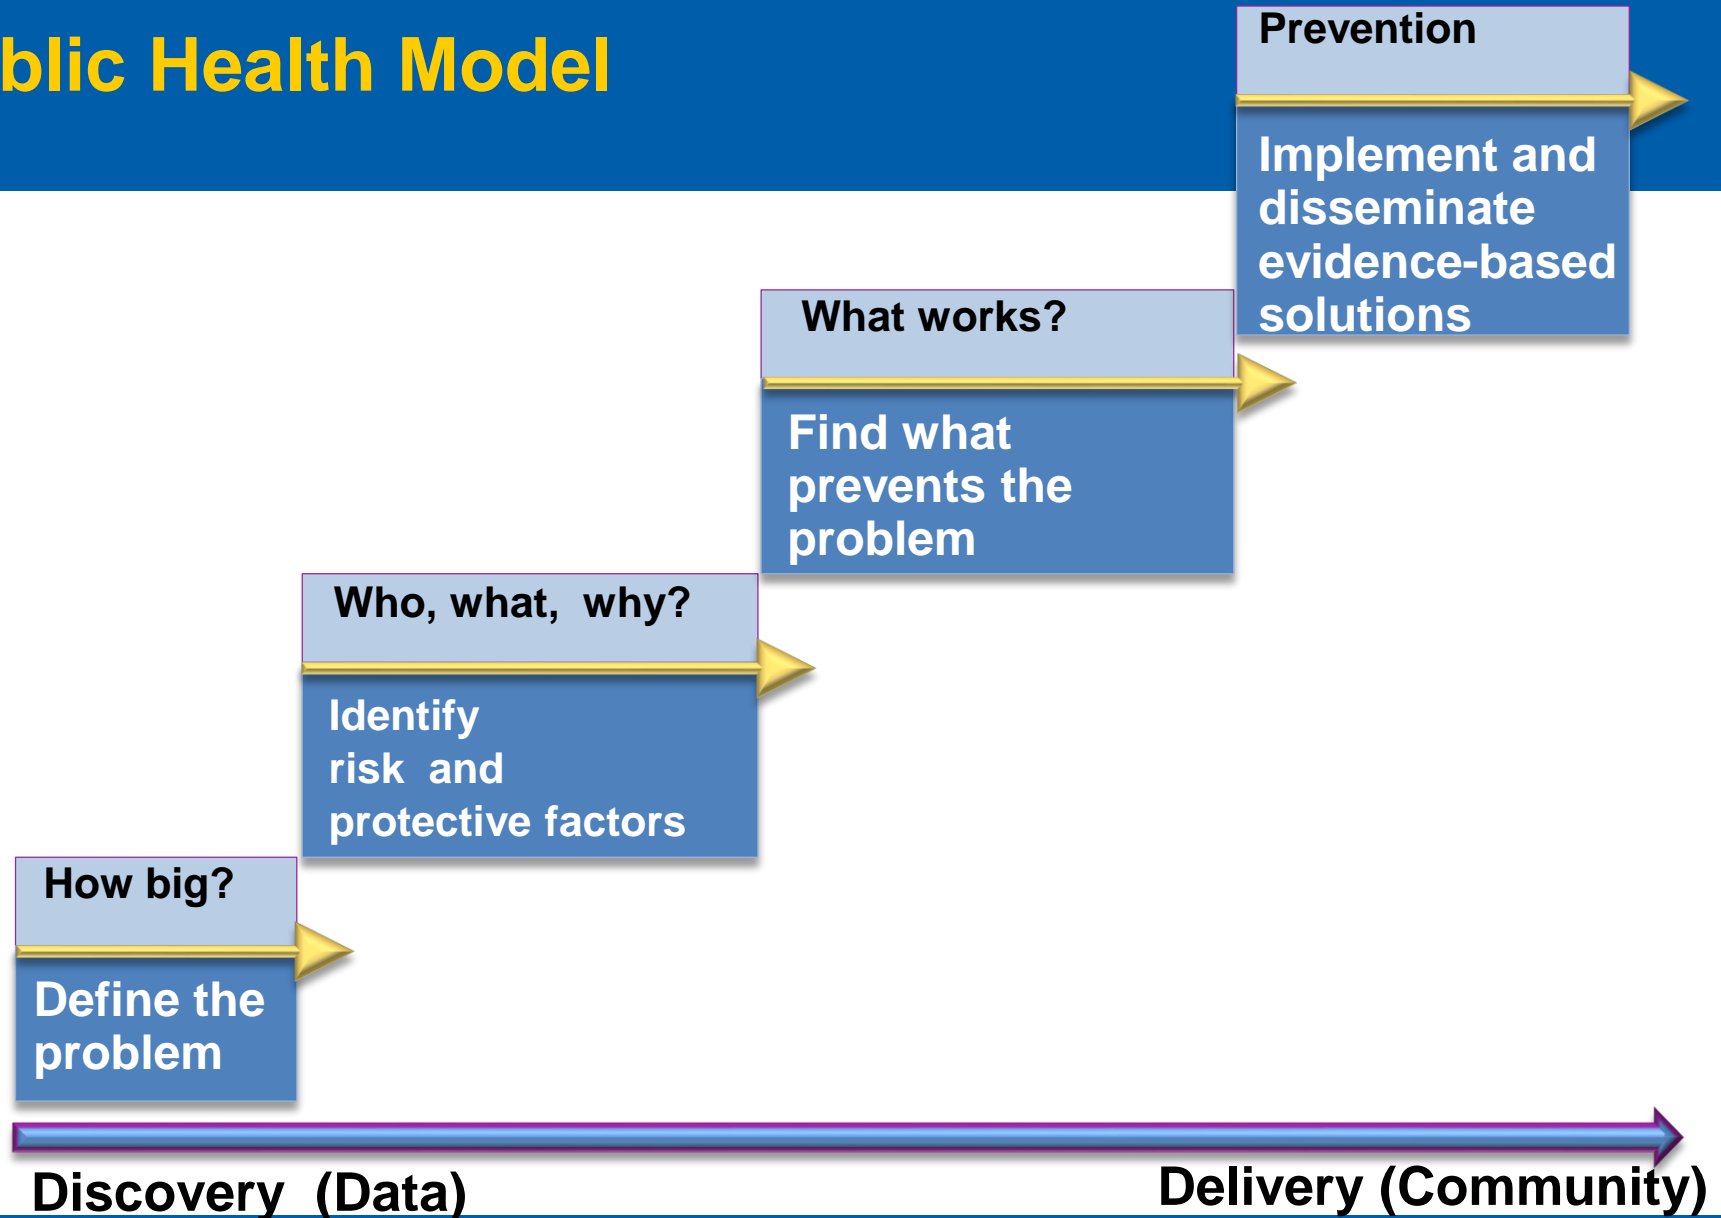 blic Health Model
Prevention
Implement and
disseminate
evidence-based
solutions
What works?
Find what
prevents the
problem
Who, what, why?
Identify
risk and
protective factors
How big?
Define the
problem
Discovery (Data)
Delivery (Community)